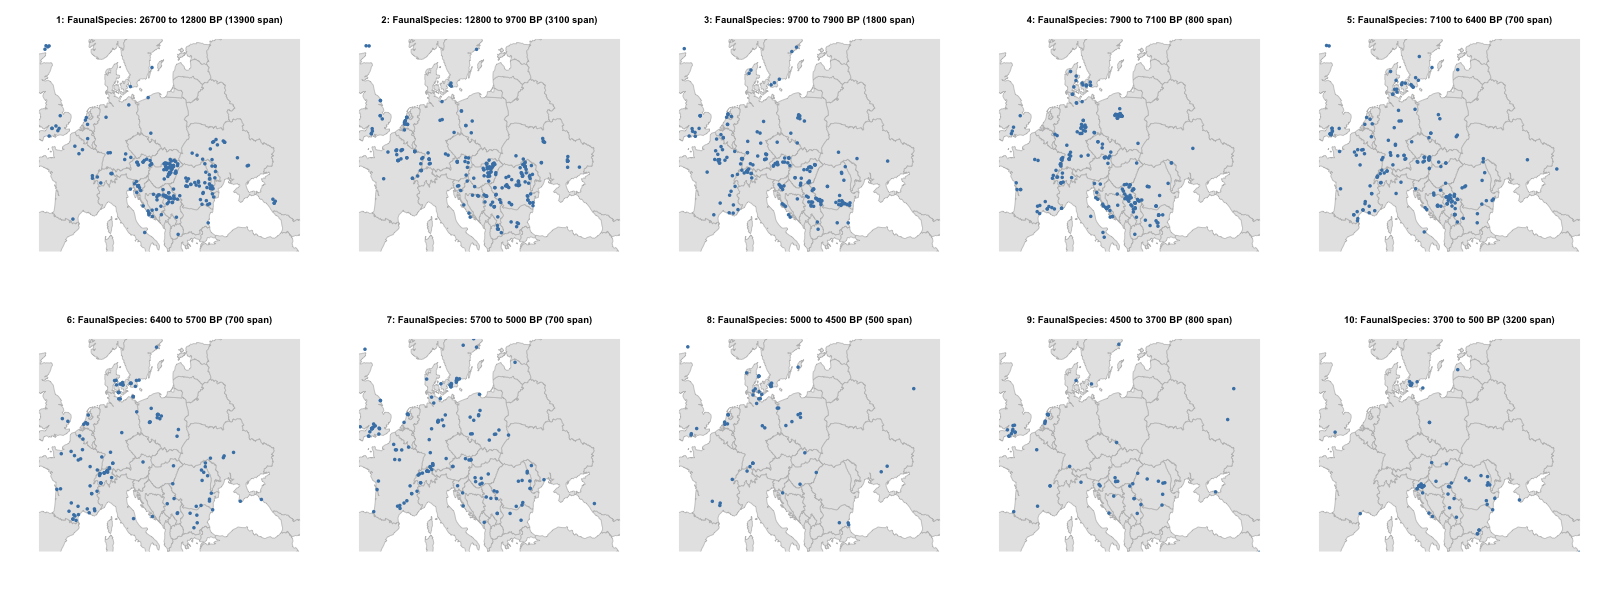 1: FaunalSpecies: 26700 to 12800 BP (13900 span)
2: FaunalSpecies: 12800 to 9700 BP (3100 span)
3: FaunalSpecies: 9700 to 7900 BP (1800 span)
4: FaunalSpecies: 7900 to 7100 BP (800 span)
5: FaunalSpecies: 7100 to 6400 BP (700 span)
6: FaunalSpecies: 6400 to 5700 BP (700 span)
7: FaunalSpecies: 5700 to 5000 BP (700 span)
8: FaunalSpecies: 5000 to 4500 BP (500 span)
9: FaunalSpecies: 4500 to 3700 BP (800 span)
10: FaunalSpecies: 3700 to 500 BP (3200 span)